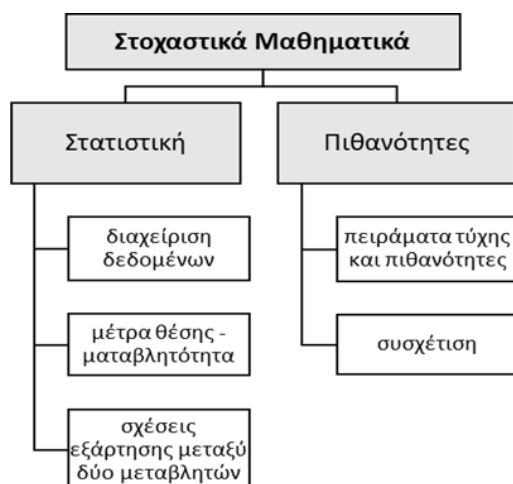 Στοχαστικά Μαθηματικά
Στατιστική
διαχείριση
δεδομένων
μέτρα θέσης -
ματαβλητότητα
σχέσεις
εξάρτησης μεταξύ
δύο μεταβλητών
Πιθανότητες
πειράματα τύχης
και πιθανότητες
συσχέτιση